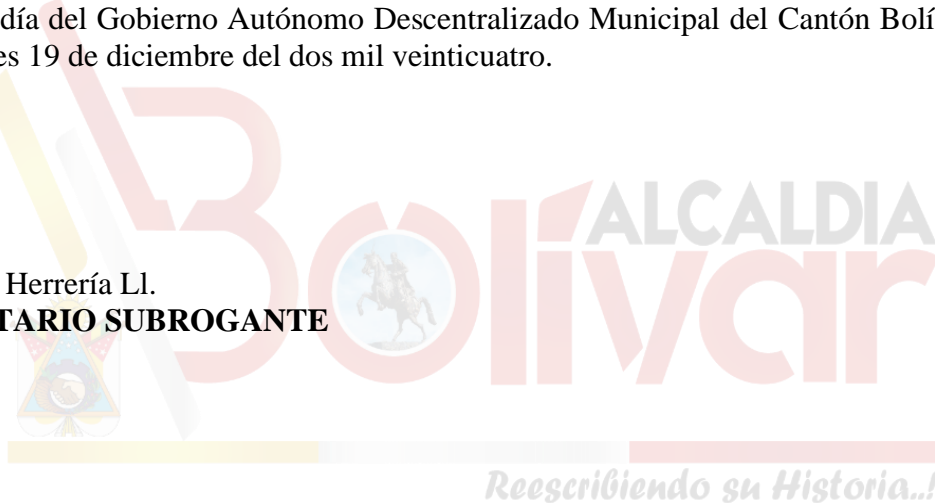 día del Gobierno Autónomo Descentralizado Municipal del Cantón Bolí
es 19 de diciembre del dos mil veinticuatro.
ALCALDIA
Bolívar
Herrería Ll.
TARIO SUBROGANTE
Reescribiendo su Historia..!